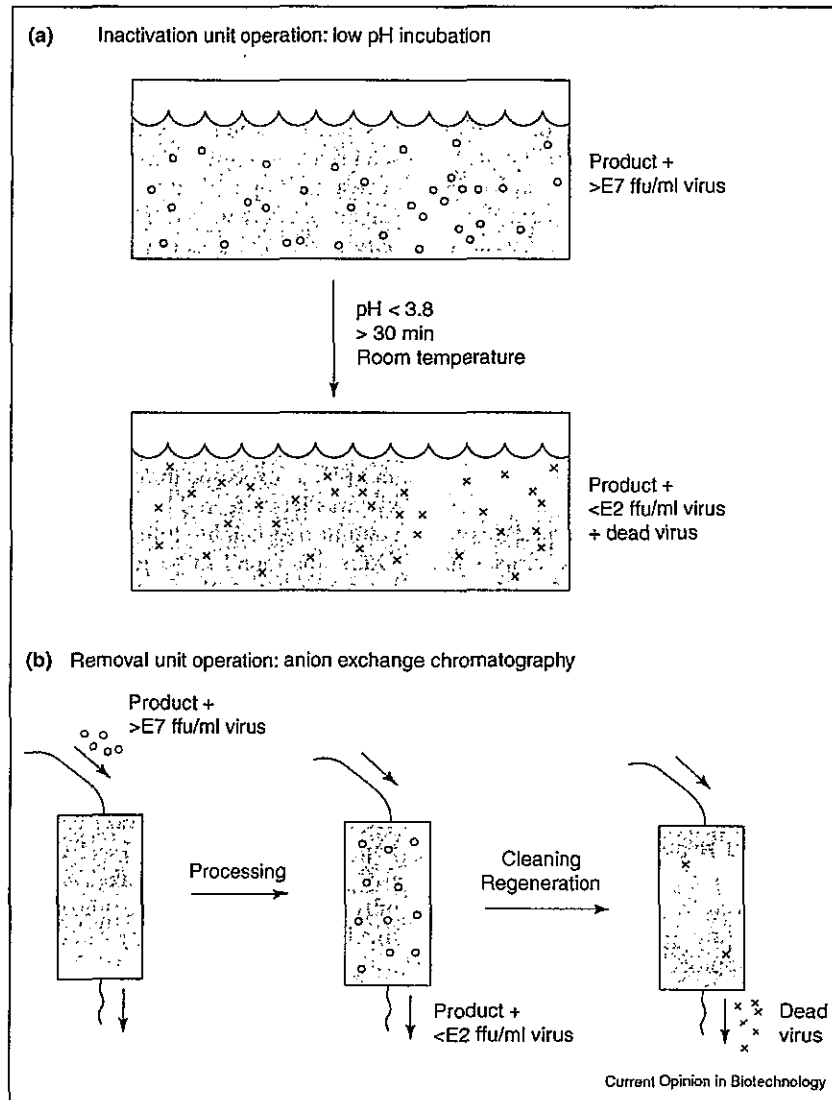 (a) Inactivation unit operation: low pH incubation
Product +
>E7 ffu/ml virus
pH < 3.8
> 30 min
Room temperature
Product +
<E2 ffu/ml virus
+ dead virus
(b) Removal unit operation: anion exchange chromatography
Product +
>E7 ffu/ml virus
Processing
Cleaning
Regeneration
Product +
<E2 ffu/ml virus
Dead
virus
Current Opinion in Biotechnology